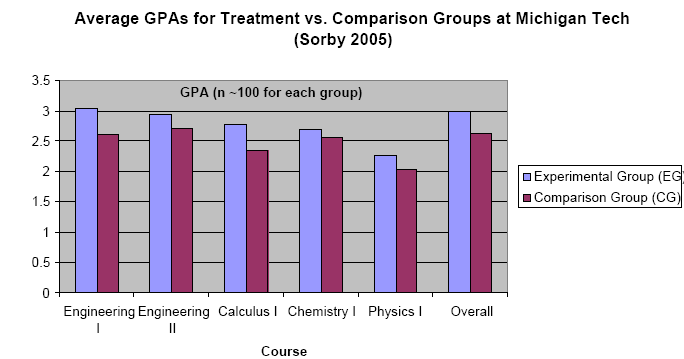 Average GPAs for Treatment vs. Comparison Groups at Michigan Tech
(Sorby 2005)
GPA (n ~100 for each group)
3.5
3
2.5
2
1.5
1
0.5
0
Engineering
I
Engineering
II
Calculus I
Chemistry I
Physics I
Overall
Course
Experimental Group (EG)
Comparison Group (CG)